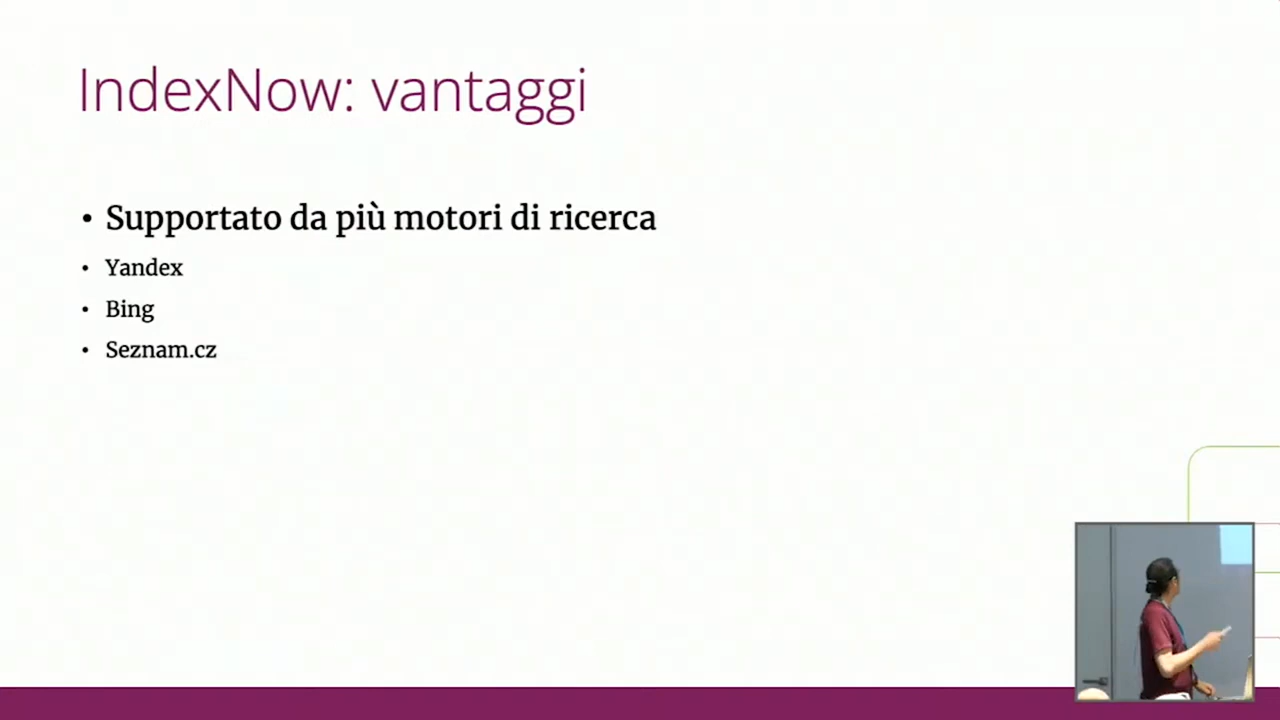 IndexNow: vantaggi
• Supportato da più motori di ricerca
• Yandex
• Bing
• Seznam.cz